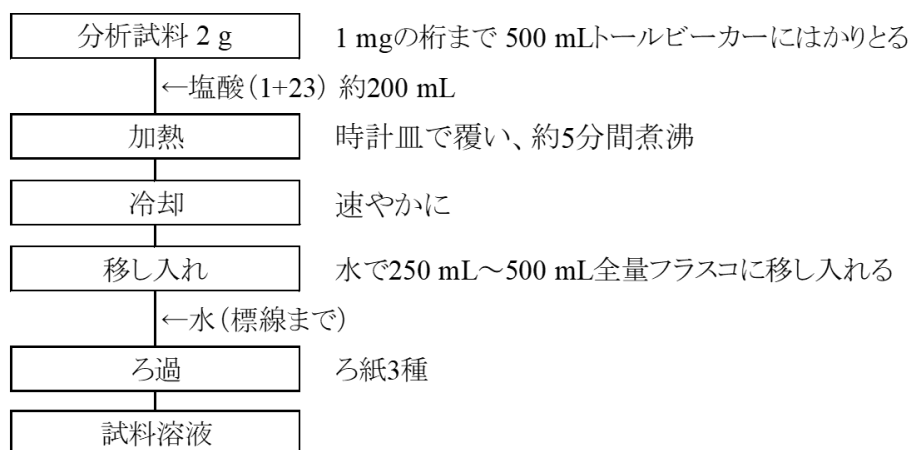 分析試料 2 g 1 mgの桁まで 500 mLトールビーカーにはかりとる
←塩酸（1+23） 約200 mL
加熱 時計皿で覆い、約5分間煮沸
冷却 速やかに
移し入れ 水で250 mL～500 mL全量フラスコに移し入れる
←水（標線まで）
ろ過 ろ紙3種
試料溶液